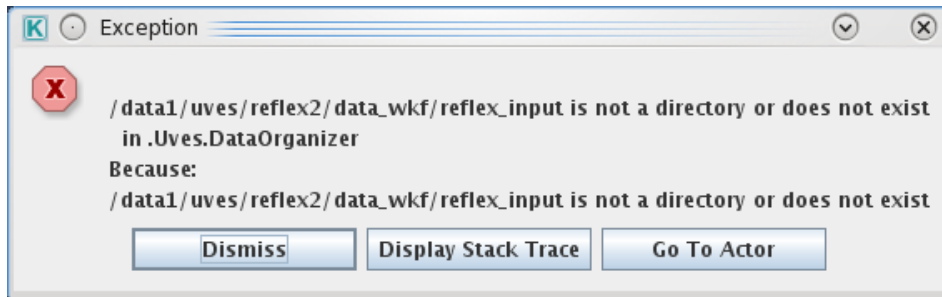 K Exception
X
/data1/uves/reflex2/data_wkf/reflex_input is not a directory or does not exist
in .Uves.DataOrganizer
Because:
/data1/uves/reflex2/data_wkf/reflex_input is not a directory or does not exist
Dismiss Display Stack Trace Go To Actor